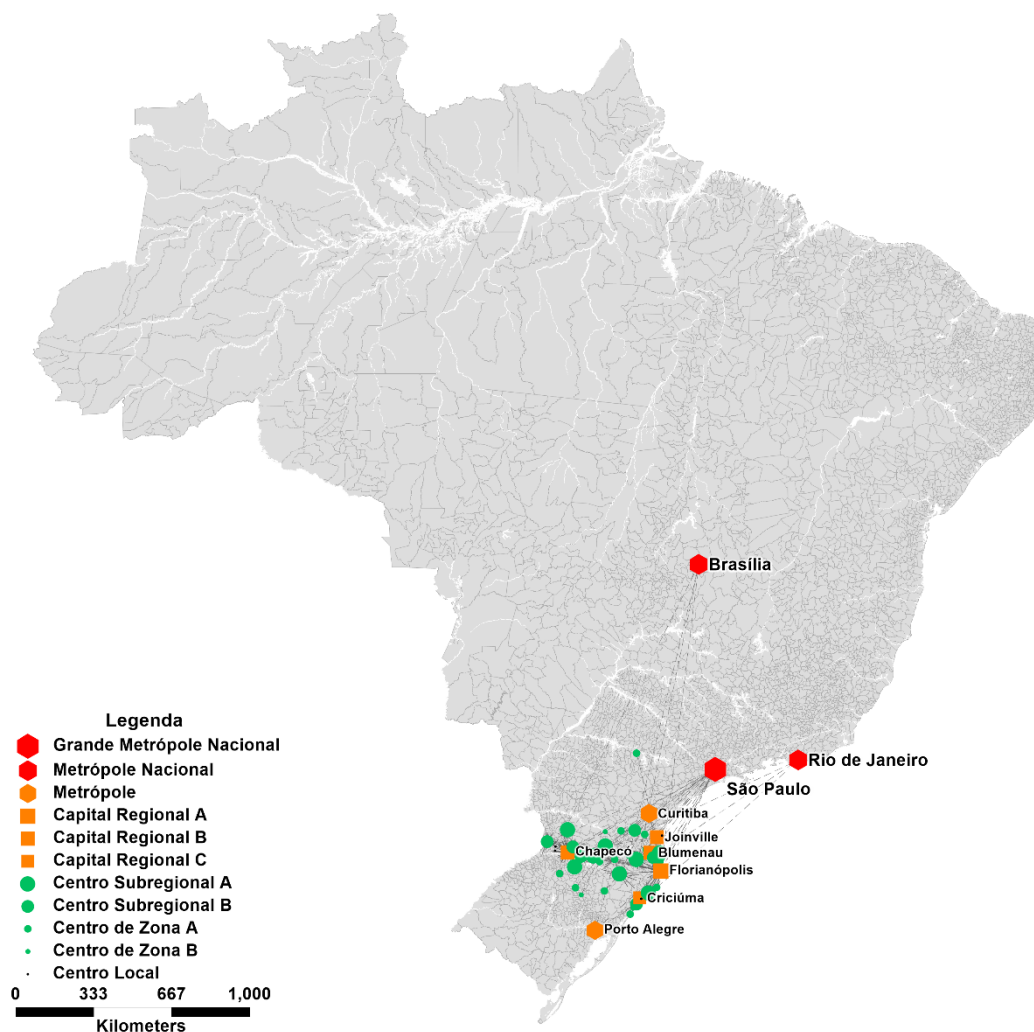 Brasília
Rio de Janeiro
São Paulo
Curitiba
Joinville
Chapecó
Blumenau
Florianópolis
Criciúma
Porto Alegre
Legenda
Grande Metrópole Nacional
Metrópole Nacional
Metrópole
Capital Regional A
Capital Regional B
Capital Regional C
Centro Subregional A
Centro Subregional B
Centro de Zona A
Centro de Zona B
Centro Local
0 333 667 1,000
Kilometers